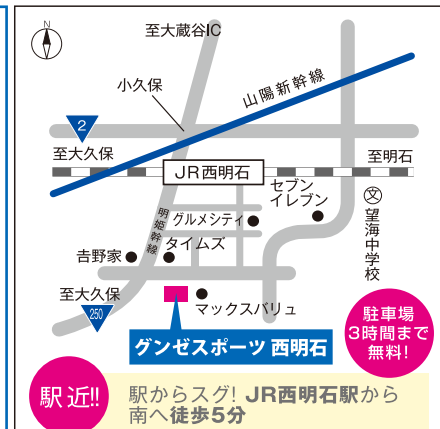 N
至大蔵谷IC
小久保
山陽新幹線
2
至大久保
至明石
JR西明石
セブン
イレブン
文
望海中学校
明姫幹線
グルメシティ
𠮷野家
タイムズ
至大久保
250
マックスバリュ
グンゼスポーツ 西明石
駐車場
3時間まで
無料!
駅近!!
駅からスグ! JR西明石駅から
南へ徒歩5分